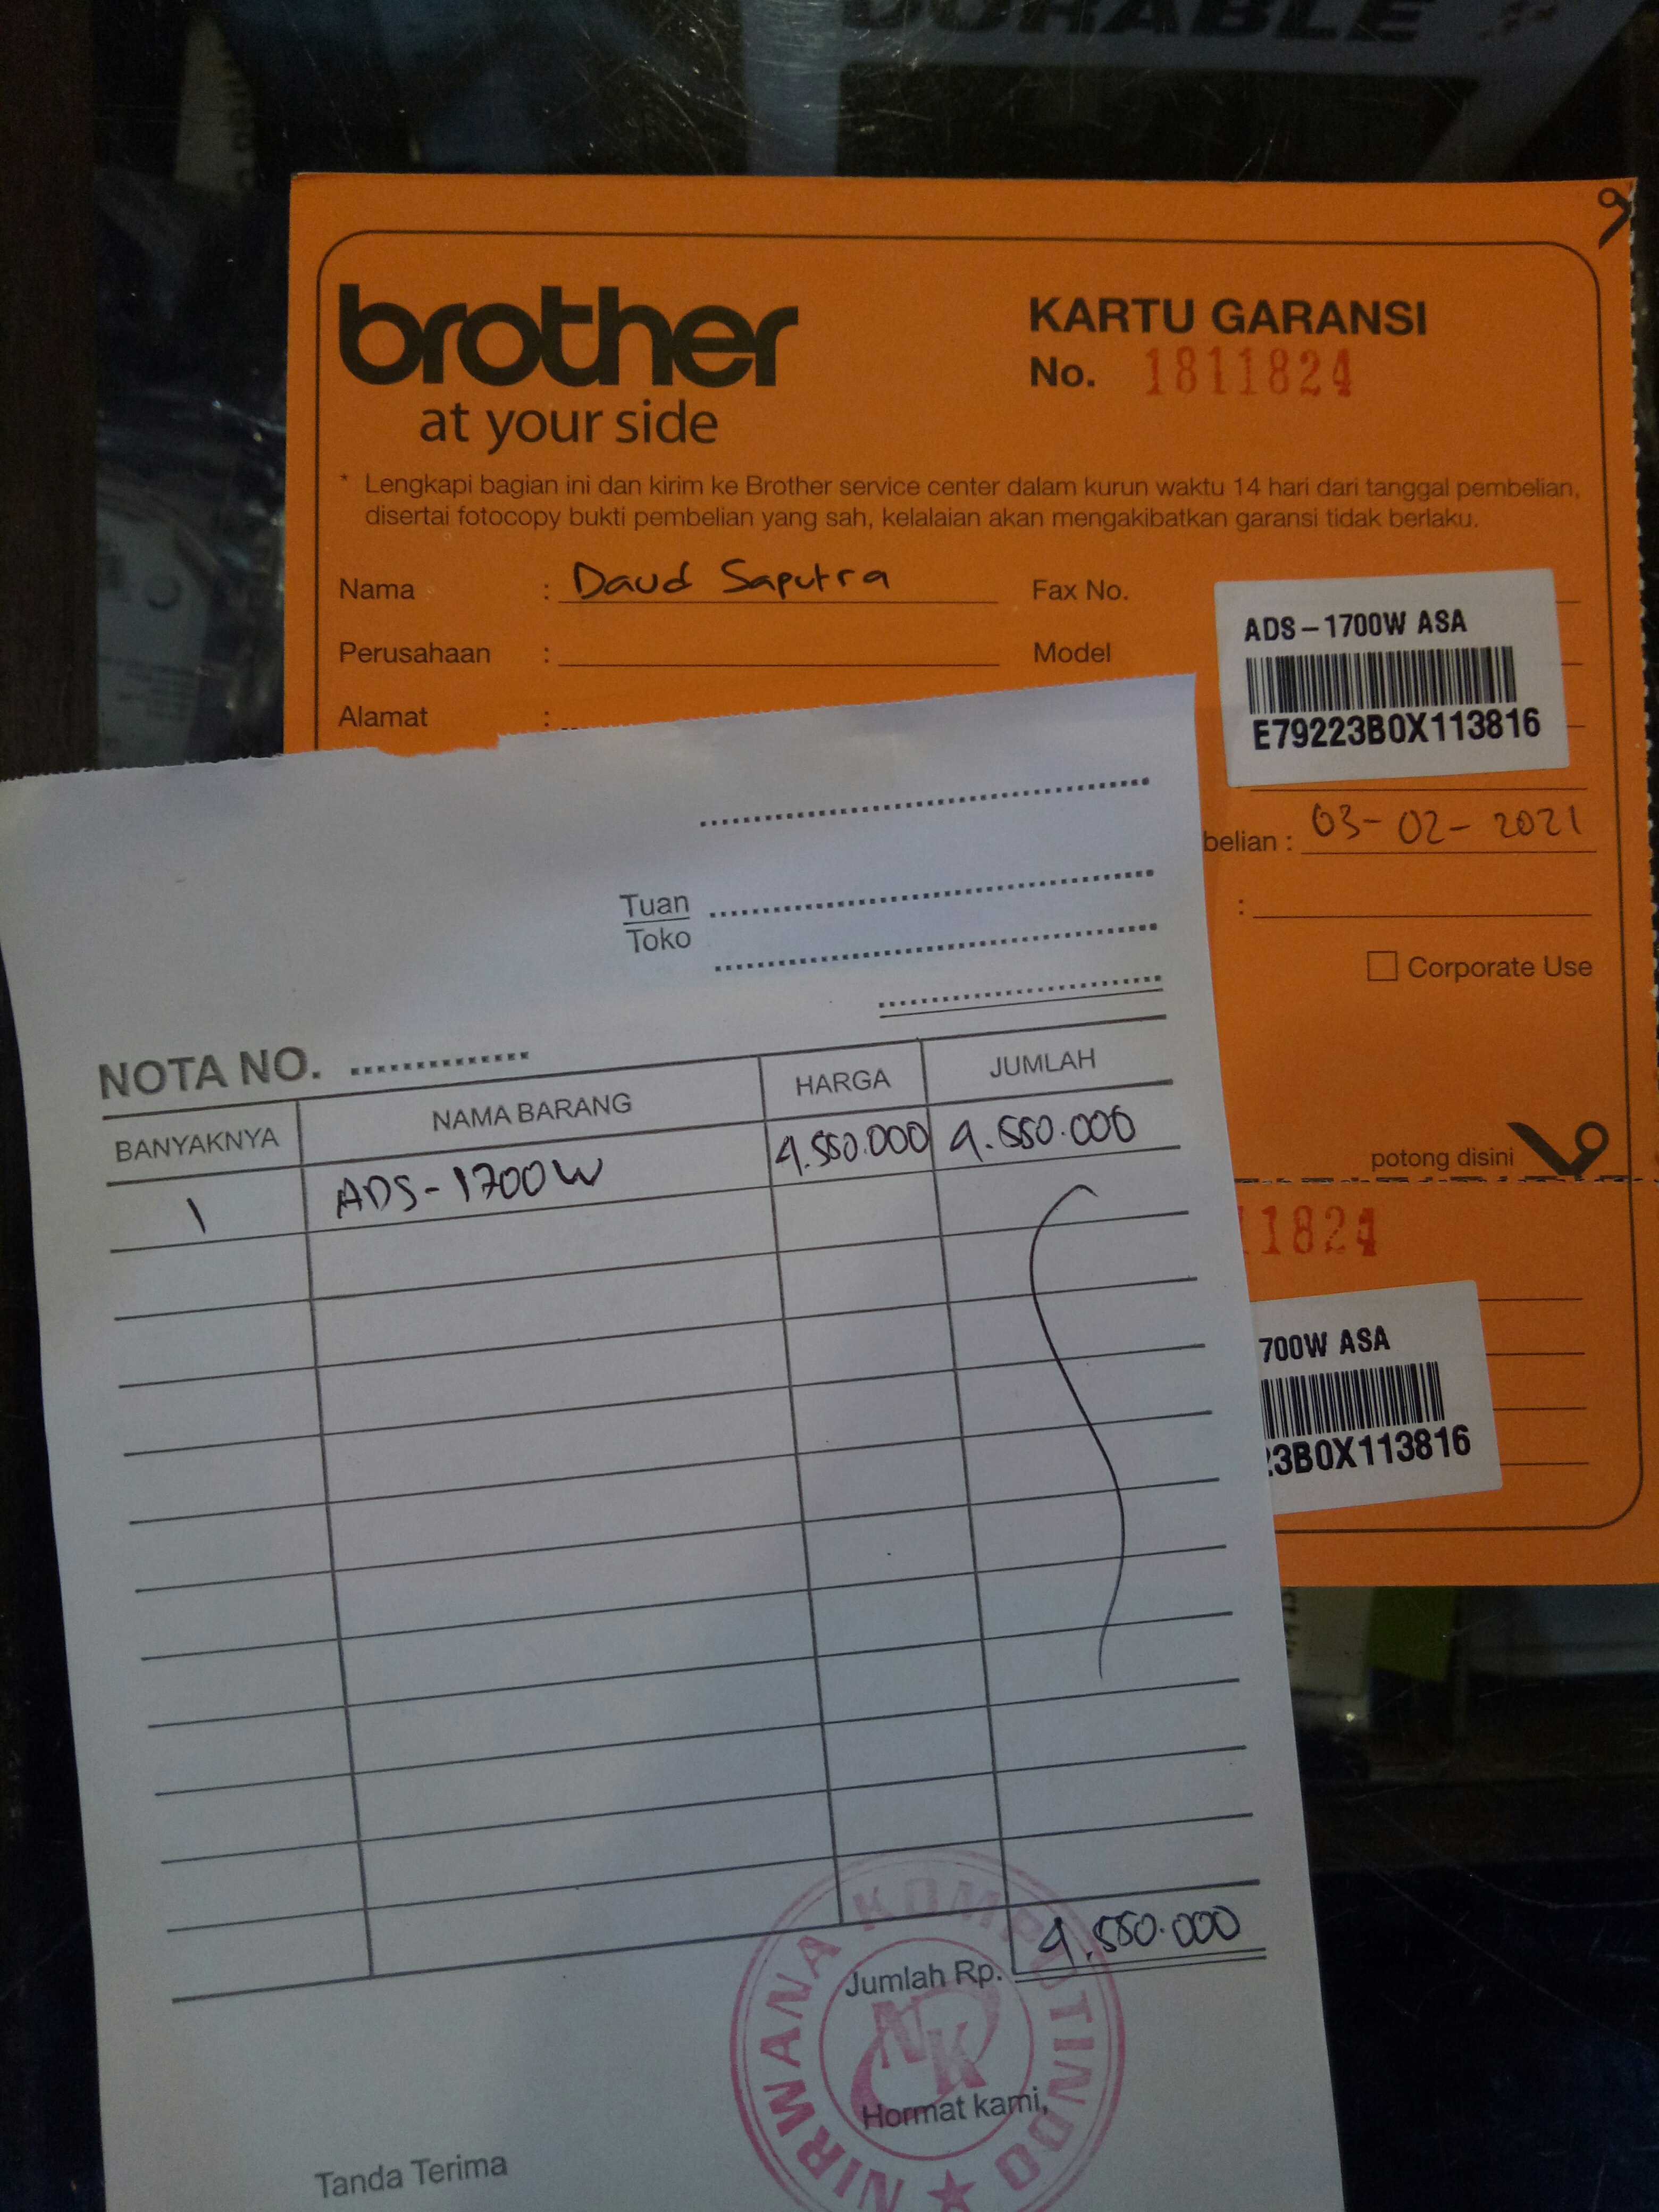 DURABLE
brother
at your side
KARTU GARANSI
No. 1811824
* Lengkapi bagian ini dan kirim ke Brother service center dalam kurun waktu 14 hari dari tanggal pembelian,
disertai fotocopy bukti pembelian yang sah, kelalaian akan mengakibatkan garansi tidak berlaku.
Nama : Daud Saputra
Fax No.
Perusahaan :
Model
Alamat :
ADS-1700W ASA
E79223B0X113816
belian : 03-02-2021
:
Corporate Use
potong disini
11824
700W ASA
23B0X113816
Tuan
Toko
NOTA NO.
BANYAKNYA NAMA BARANG HARGA JUMLAH
1 ADS-1700W 4.550.000 4.550.000
Jumlah Rp. 4.550.000
NIRWANA KOMPUTINDO
NK
Hormat kami,
Tanda Terima